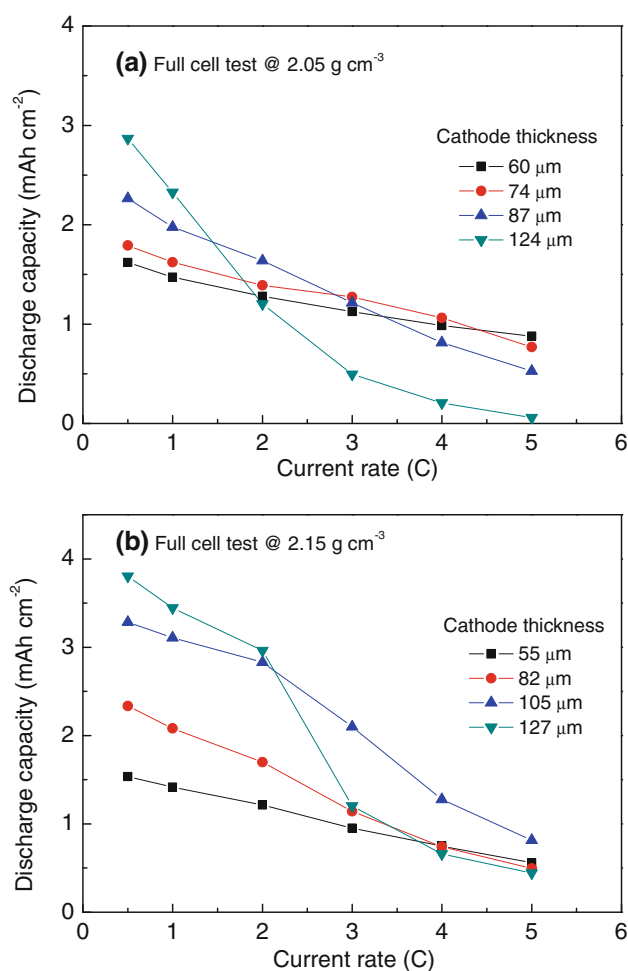 4
(a) Full cell test @ 2.05 g cm⁻³
3
Cathode thickness
60 µm
74 µm
2
87 µm
124 µm
1
0
0 1 2 3 4 5 6
Discharge capacity (mAh cm⁻²)
Current rate (C)
(b) Full cell test @ 2.15 g cm⁻³
4
Cathode thickness
3
55 µm
82 µm
105 µm
2
127 µm
1
0
0 1 2 3 4 5 6
Discharge capacity (mAh cm⁻²)
Current rate (C)